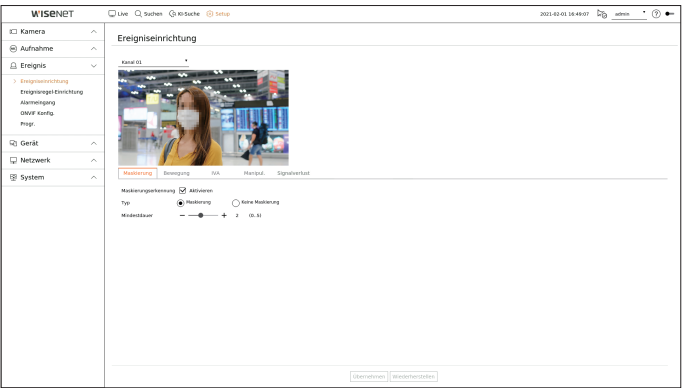 WISENET
Live Suchen KI-Suche Setup
2021-02-01 16:49:07 admin ?
Kamera
Aufnahme
Ereignis
Ereigniseinrichtung
Ereignisregel-Einrichtung
Alarmeingang
ONVIF-Konfig.
Progr.
Gerät
Netzwerk
System
Ereigniseinrichtung
Kanal 01
Maskierung Bewegung IVA Manipul. Signalverlust
Maskierungserkennung Aktivieren
Typ Maskierung Keine Maskierung
Mindestdauer 2 (0..5)
Übernehmen Wiederherstellen